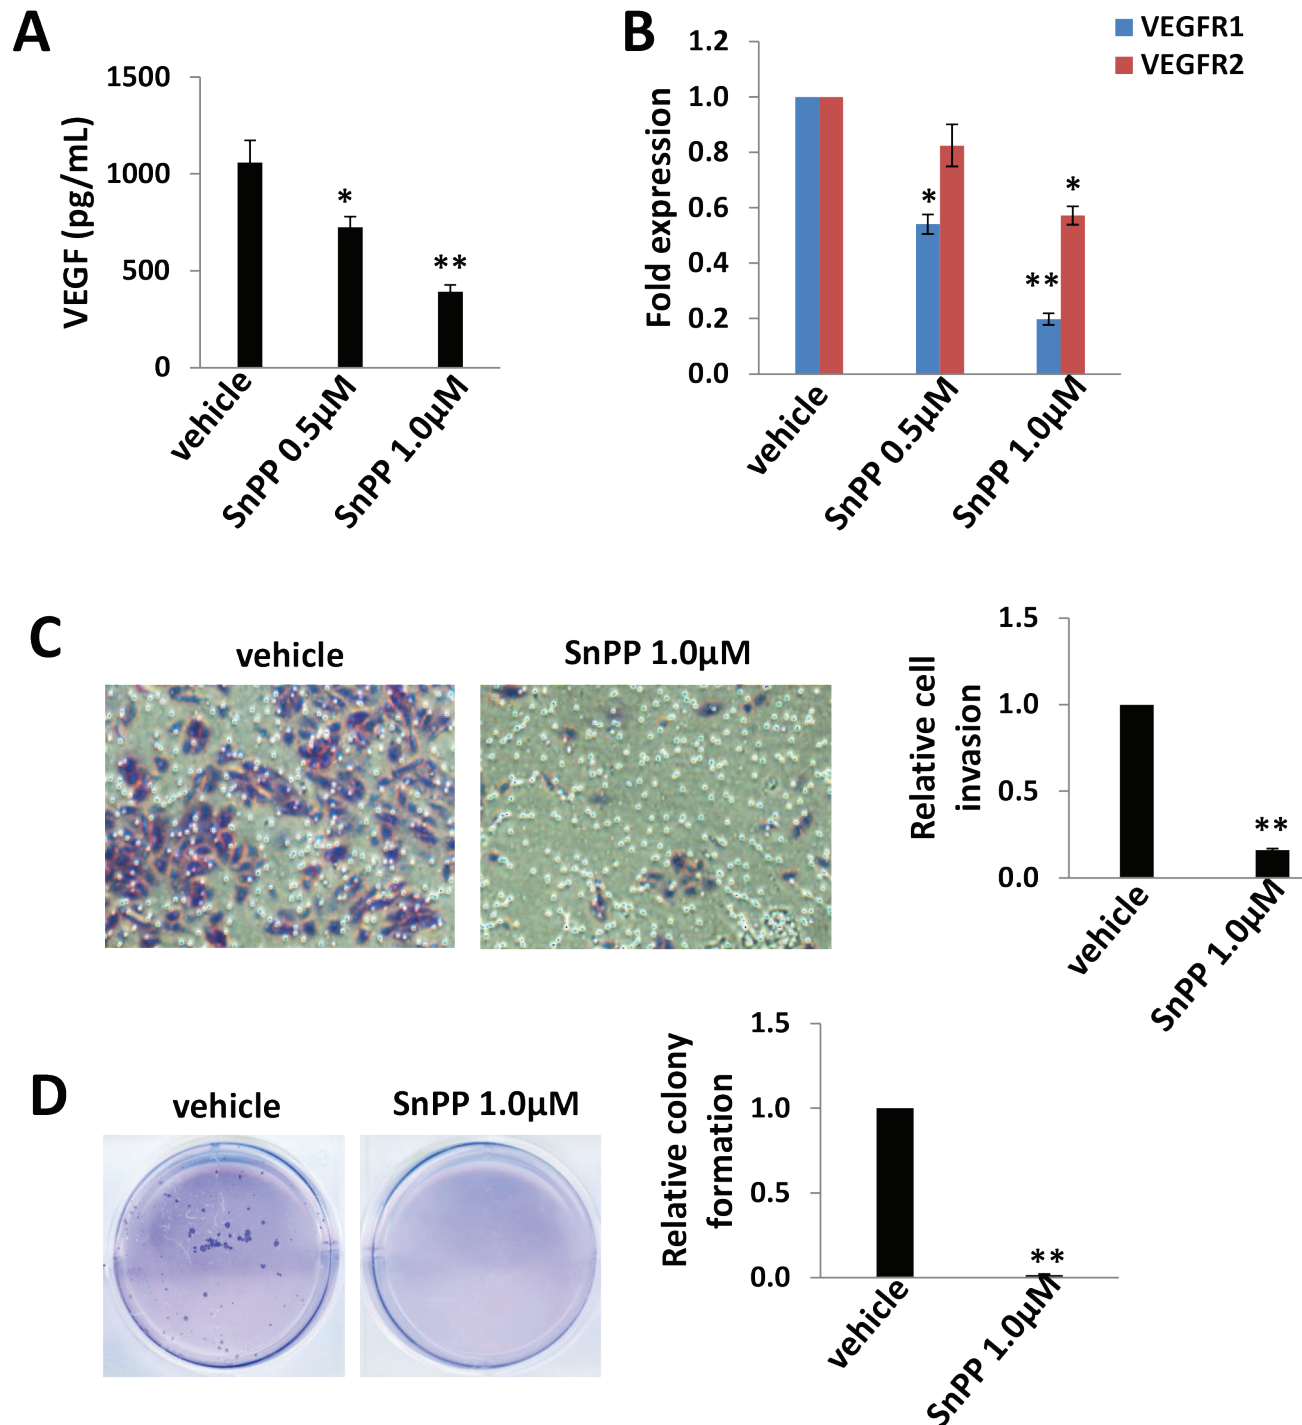 A
1500
1000
500
0
VEGF (pg/mL)
*
**
vehicle
SnPP 0.5µM
SnPP 1.0µM
B
VEGFR1
VEGFR2
1.2
1.0
0.8
0.6
0.4
0.2
0.0
Fold expression
*
**
*
vehicle
SnPP 0.5µM
SnPP 1.0µM
C
vehicle
SnPP 1.0µM
Relative cell
invasion
1.5
1.0
0.5
0.0
**
vehicle
SnPP 1.0µM
D
vehicle
SnPP 1.0µM
Relative colony
formation
1.5
1.0
0.5
0.0
**
vehicle
SnPP 1.0µM